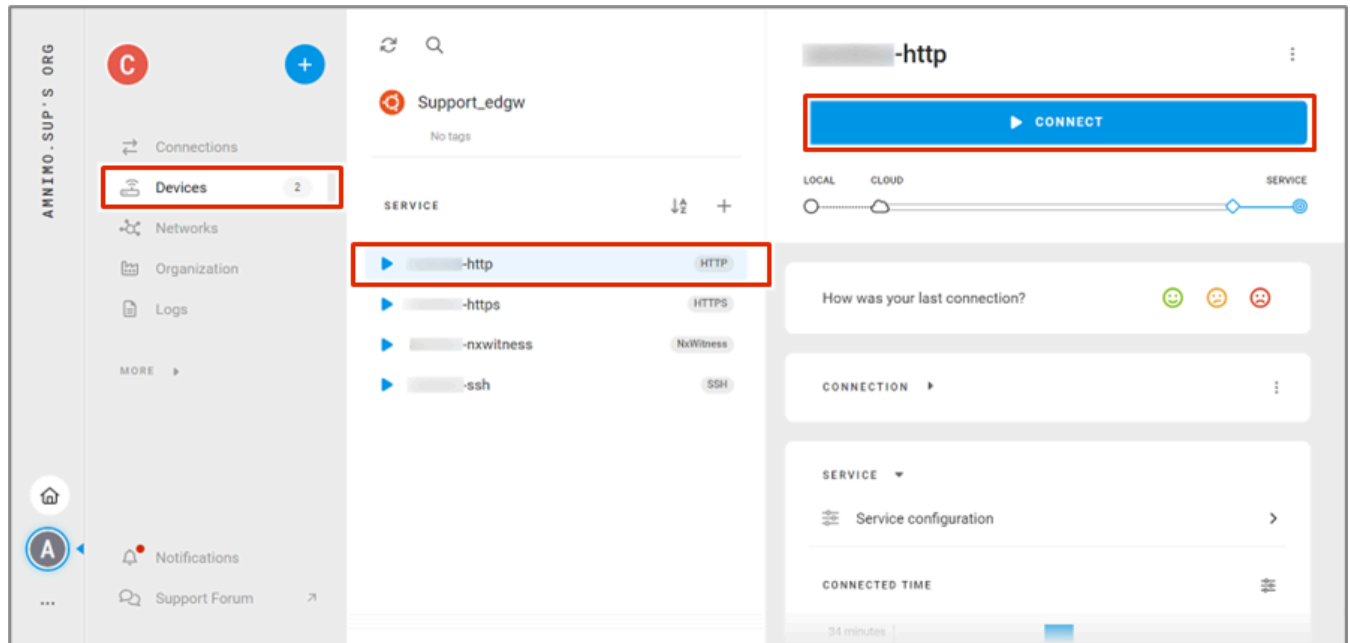 AMNIMO.SUP'S ORG
A
...
C
+
Connections
Devices 2
Networks
Organization
Logs
MORE
Notifications
Support Forum
Support_edgw
No tags
SERVICE
-http HTTP
-https HTTPS
-nxwitness NxWitness
-ssh SSH
-http
CONNECT
LOCAL CLOUD SERVICE
How was your last connection?
CONNECTION
SERVICE
Service configuration
CONNECTED TIME
34 minutes